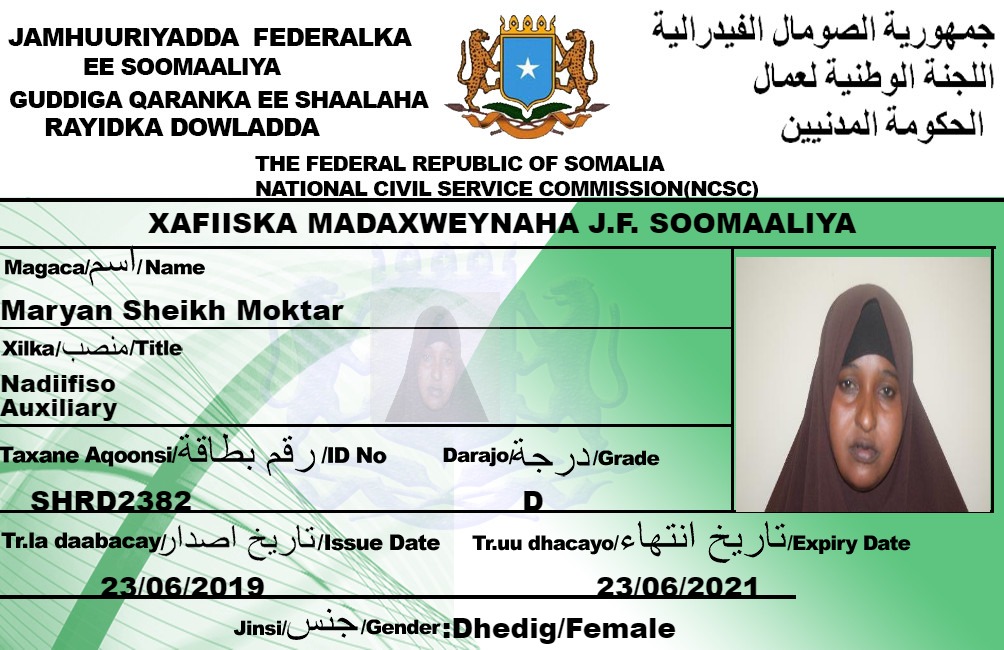 JAMHUURIYADDA FEDERALKA
EE SOOMAALIYA
GUDDIGA QARANKA EE SHAALAHA
RAYIDKA DOWLADDA
جمهورية الصومال الفيدرالية
اللجنة الوطنية لعمال
الحكومة المدنيين
THE FEDERAL REPUBLIC OF SOMALIA
NATIONAL CIVIL SERVICE COMMISSION(NCSC)
XAFIISKA MADAXWEYNAHA J.F. SOOMAALIYA
Magaca/اسم/Name
Maryan Sheikh Moktar
Xilka/منصب/Title
Nadiifiso
Auxiliary
Taxane Aqoonsi/رقم بطاقة/ID No
Darajo/درجة/Grade
SHRD2382
D
Tr.la daabacay/تاريخ اصدار/Issue Date
Tr.uu dhacayo/تاريخ انتهاء/Expiry Date
23/06/2019
23/06/2021
Jinsi/جنس/Gender:Dhedig/Female